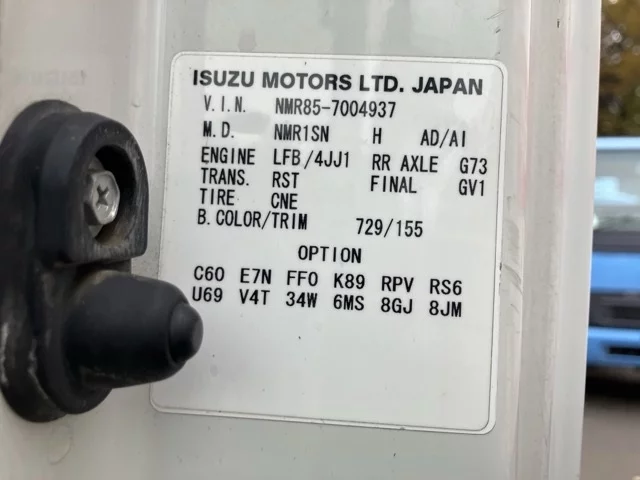 ISUZU MOTORS LTD. JAPAN
V.I.N. NMR85-7004937
M.D. NMR1SN H AD/AI
ENGINE LFB/4JJ1 RR AXLE G73
TRANS. RST FINAL GV1
TIRE CNE
B.COLOR/TRIM 729/155
OPTION
C60 E7N FF0 K89 RPV RS6
U69 V4T 34W 6MS 8GJ 8JM